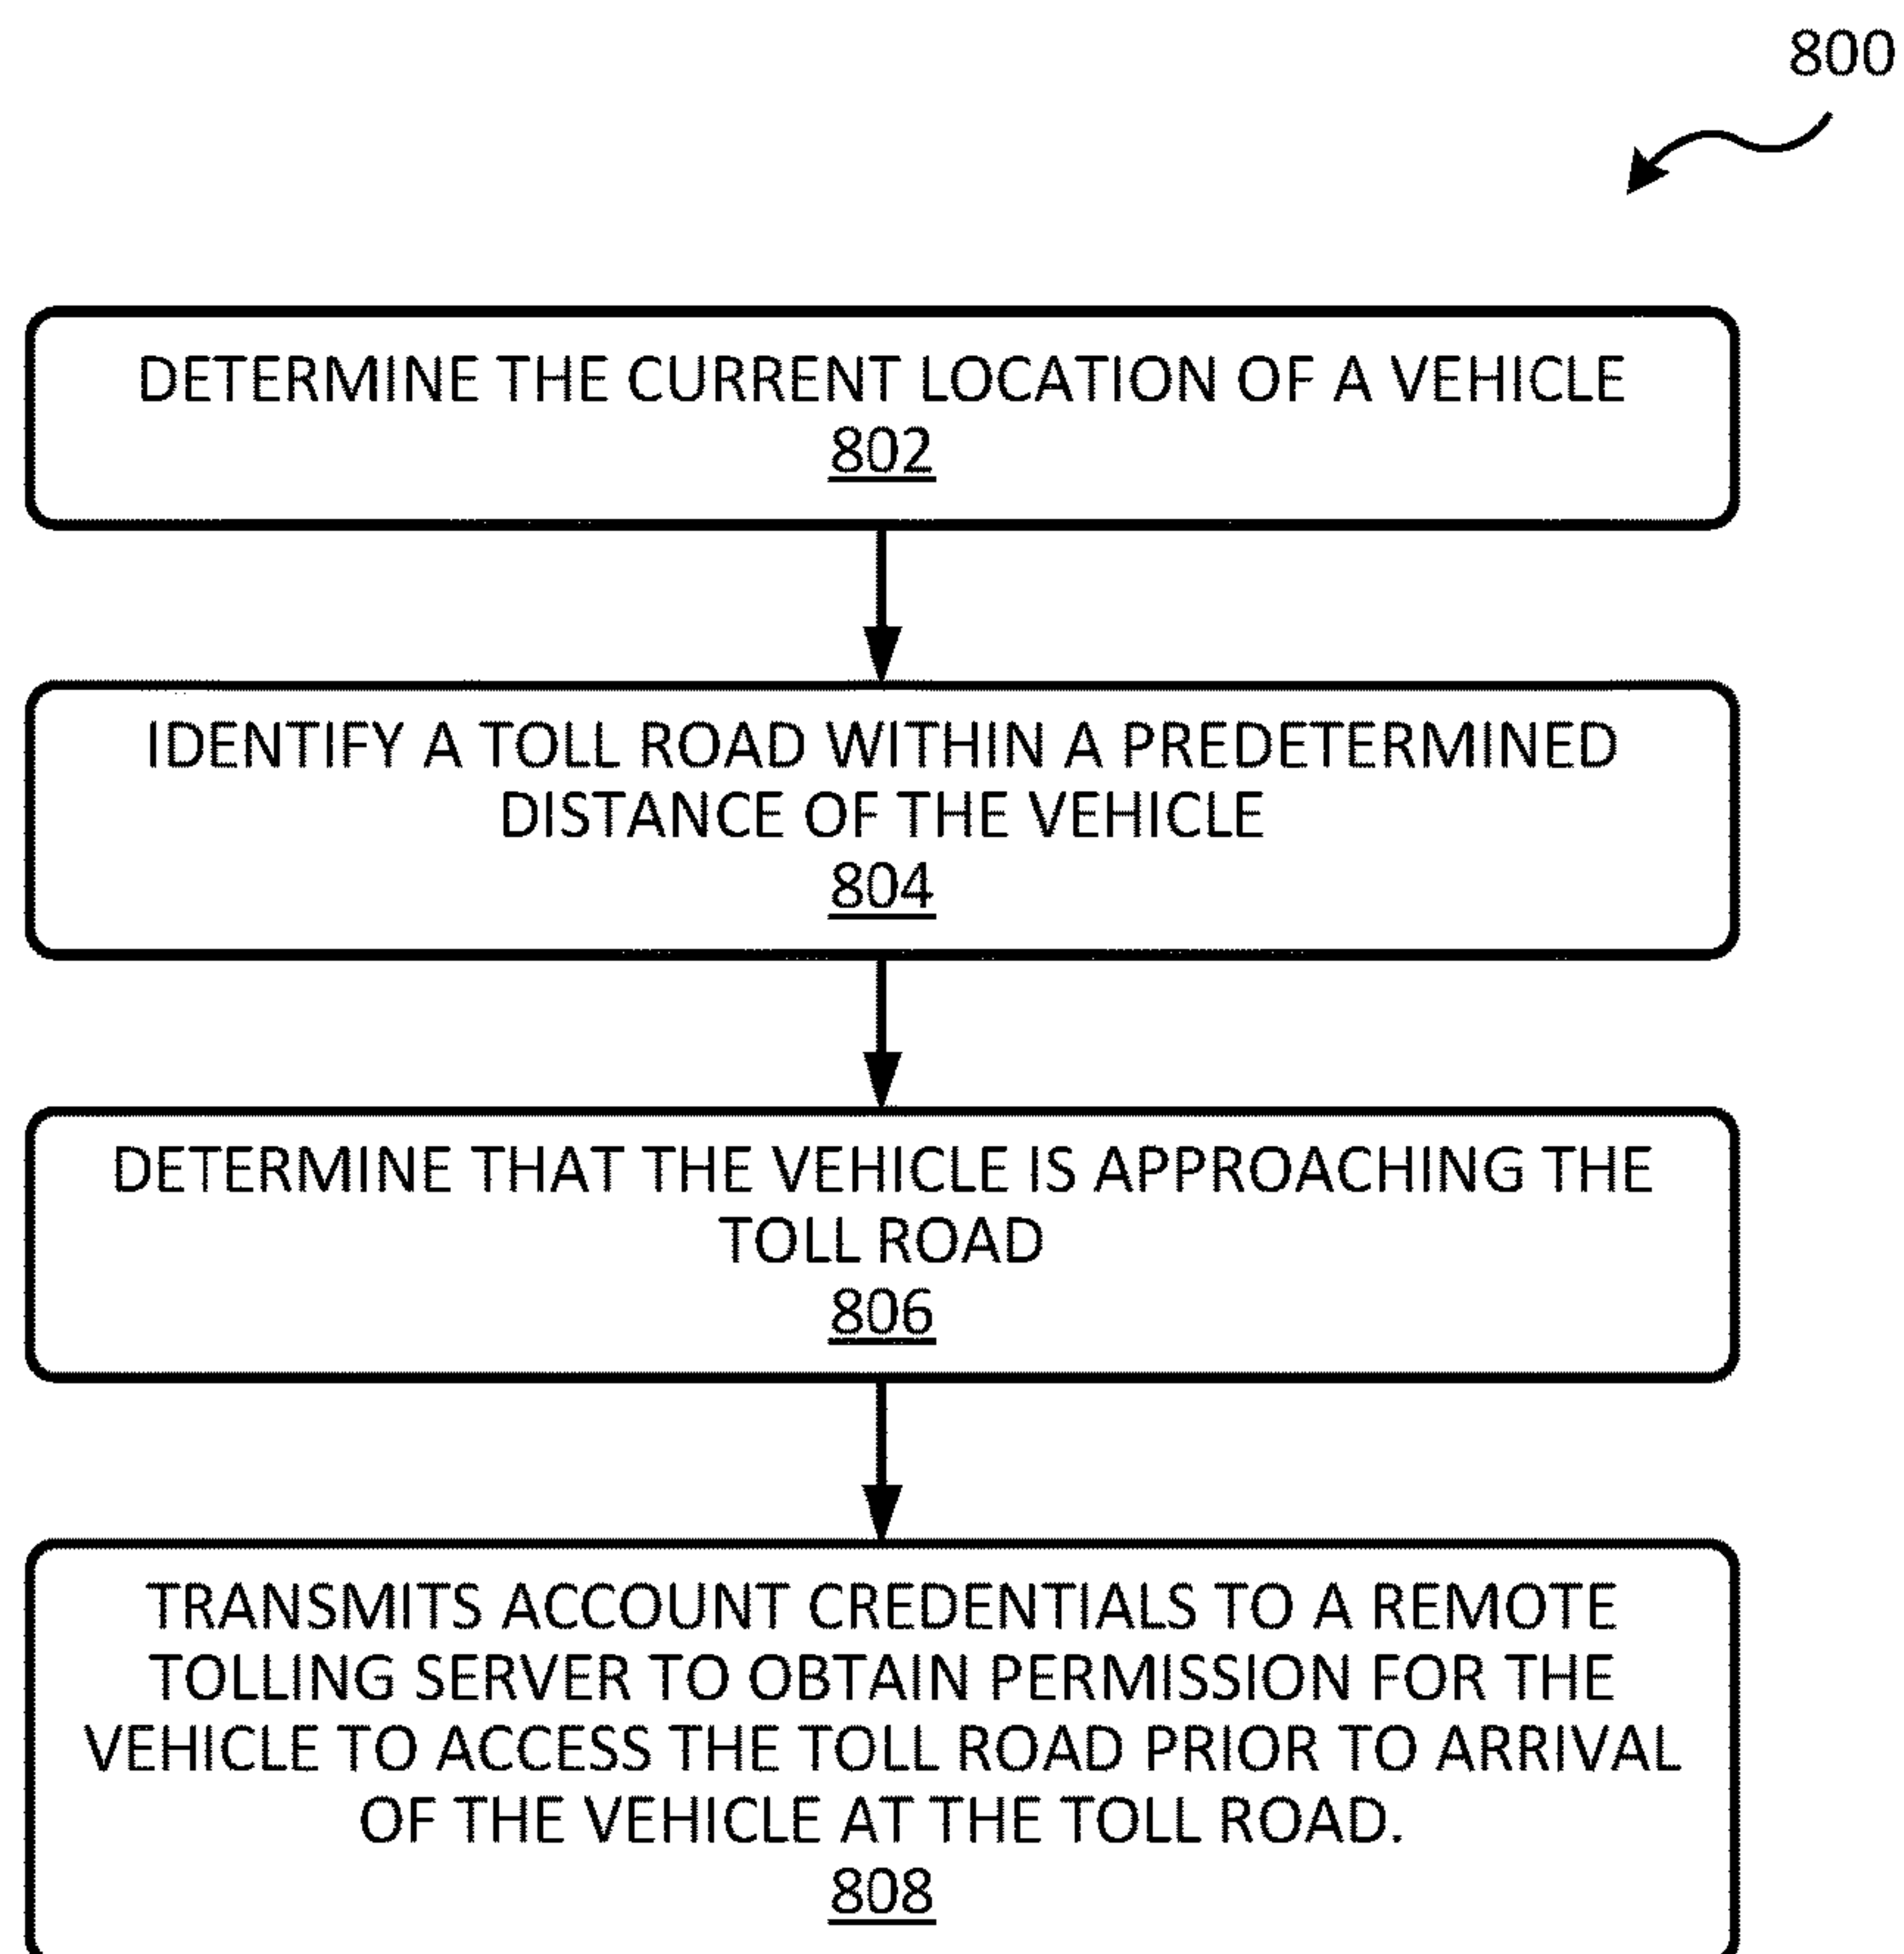 800
DETERMINE THE CURRENT LOCATION OF A VEHICLE
802
IDENTIFY A TOLL ROAD WITHIN A PREDETERMINED
DISTANCE OF THE VEHICLE
804
DETERMINE THAT THE VEHICLE IS APPROACHING THE
TOLL ROAD
806
TRANSMITS ACCOUNT CREDENTIALS TO A REMOTE
TOLLING SERVER TO OBTAIN PERMISSION FOR THE
VEHICLE TO ACCESS THE TOLL ROAD PRIOR TO ARRIVAL
OF THE VEHICLE AT THE TOLL ROAD.
808